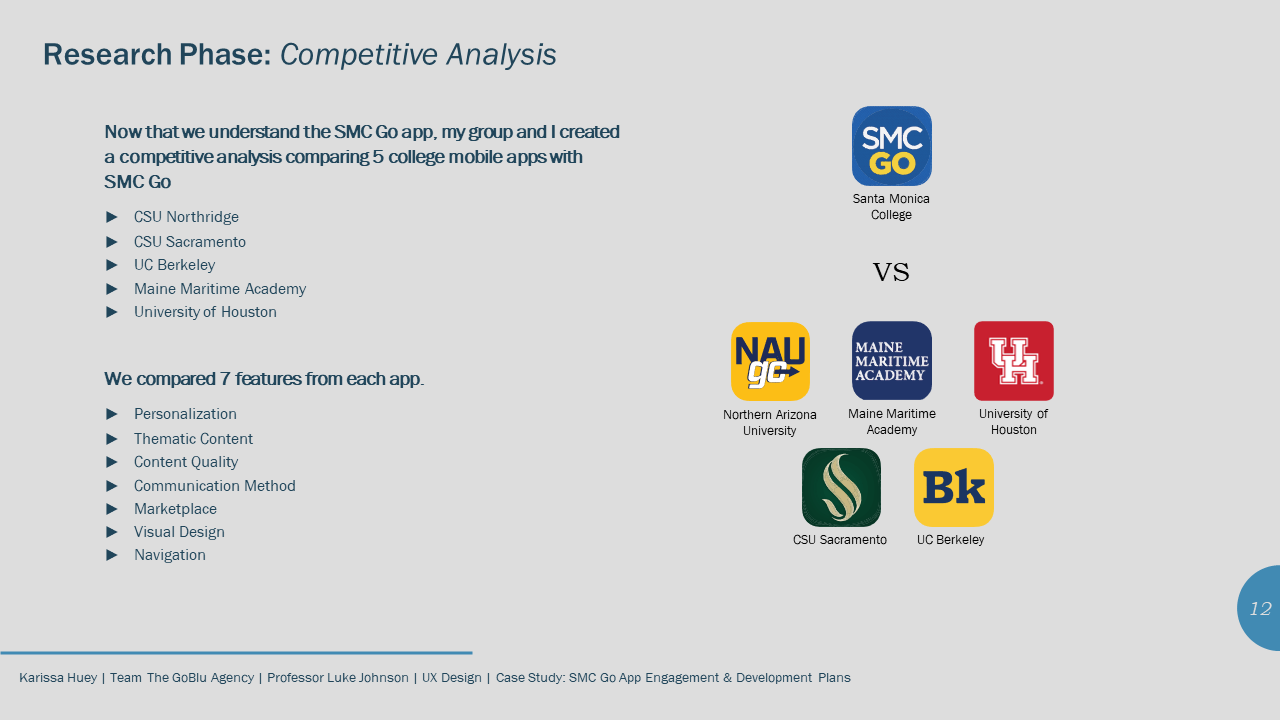 Research Phase: Competitive Analysis
Now that we understand the SMC Go app, my group and I created
a competitive analysis comparing 5 college mobile apps with
SMC Go
► CSU Northridge
► CSU Sacramento
► UC Berkeley
► Maine Maritime Academy
► University of Houston
We compared 7 features from each app.
► Personalization
► Thematic Content
► Content Quality
► Communication Method
► Marketplace
► Visual Design
► Navigation
SMC
GO
Santa Monica
College
VS
NAU
go
Northern Arizona
University
MAINE
MARITIME
ACADEMY
Maine Maritime
Academy
UH
University of
Houston
S
CSU Sacramento
Bk
UC Berkeley
12
Karissa Huey | Team The GoBlu Agency | Professor Luke Johnson | UX Design | Case Study: SMC Go App Engagement & Development Plans